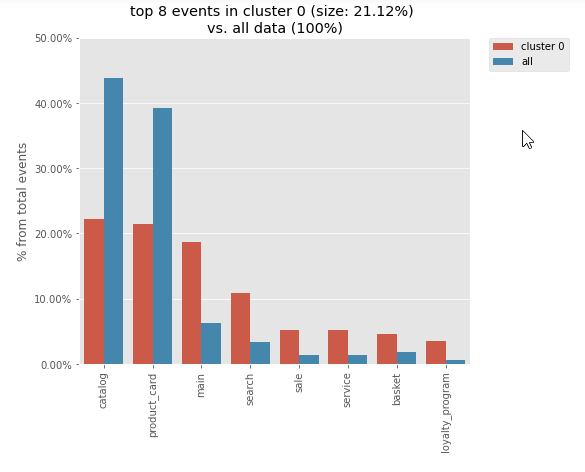 top 8 events in cluster 0 (size: 21.12%)
vs. all data (100%)
cluster 0
all
% from total events
50.00%
40.00%
30.00%
20.00%
10.00%
0.00%
catalog
product_card
main
search
sale
service
basket
loyalty_program